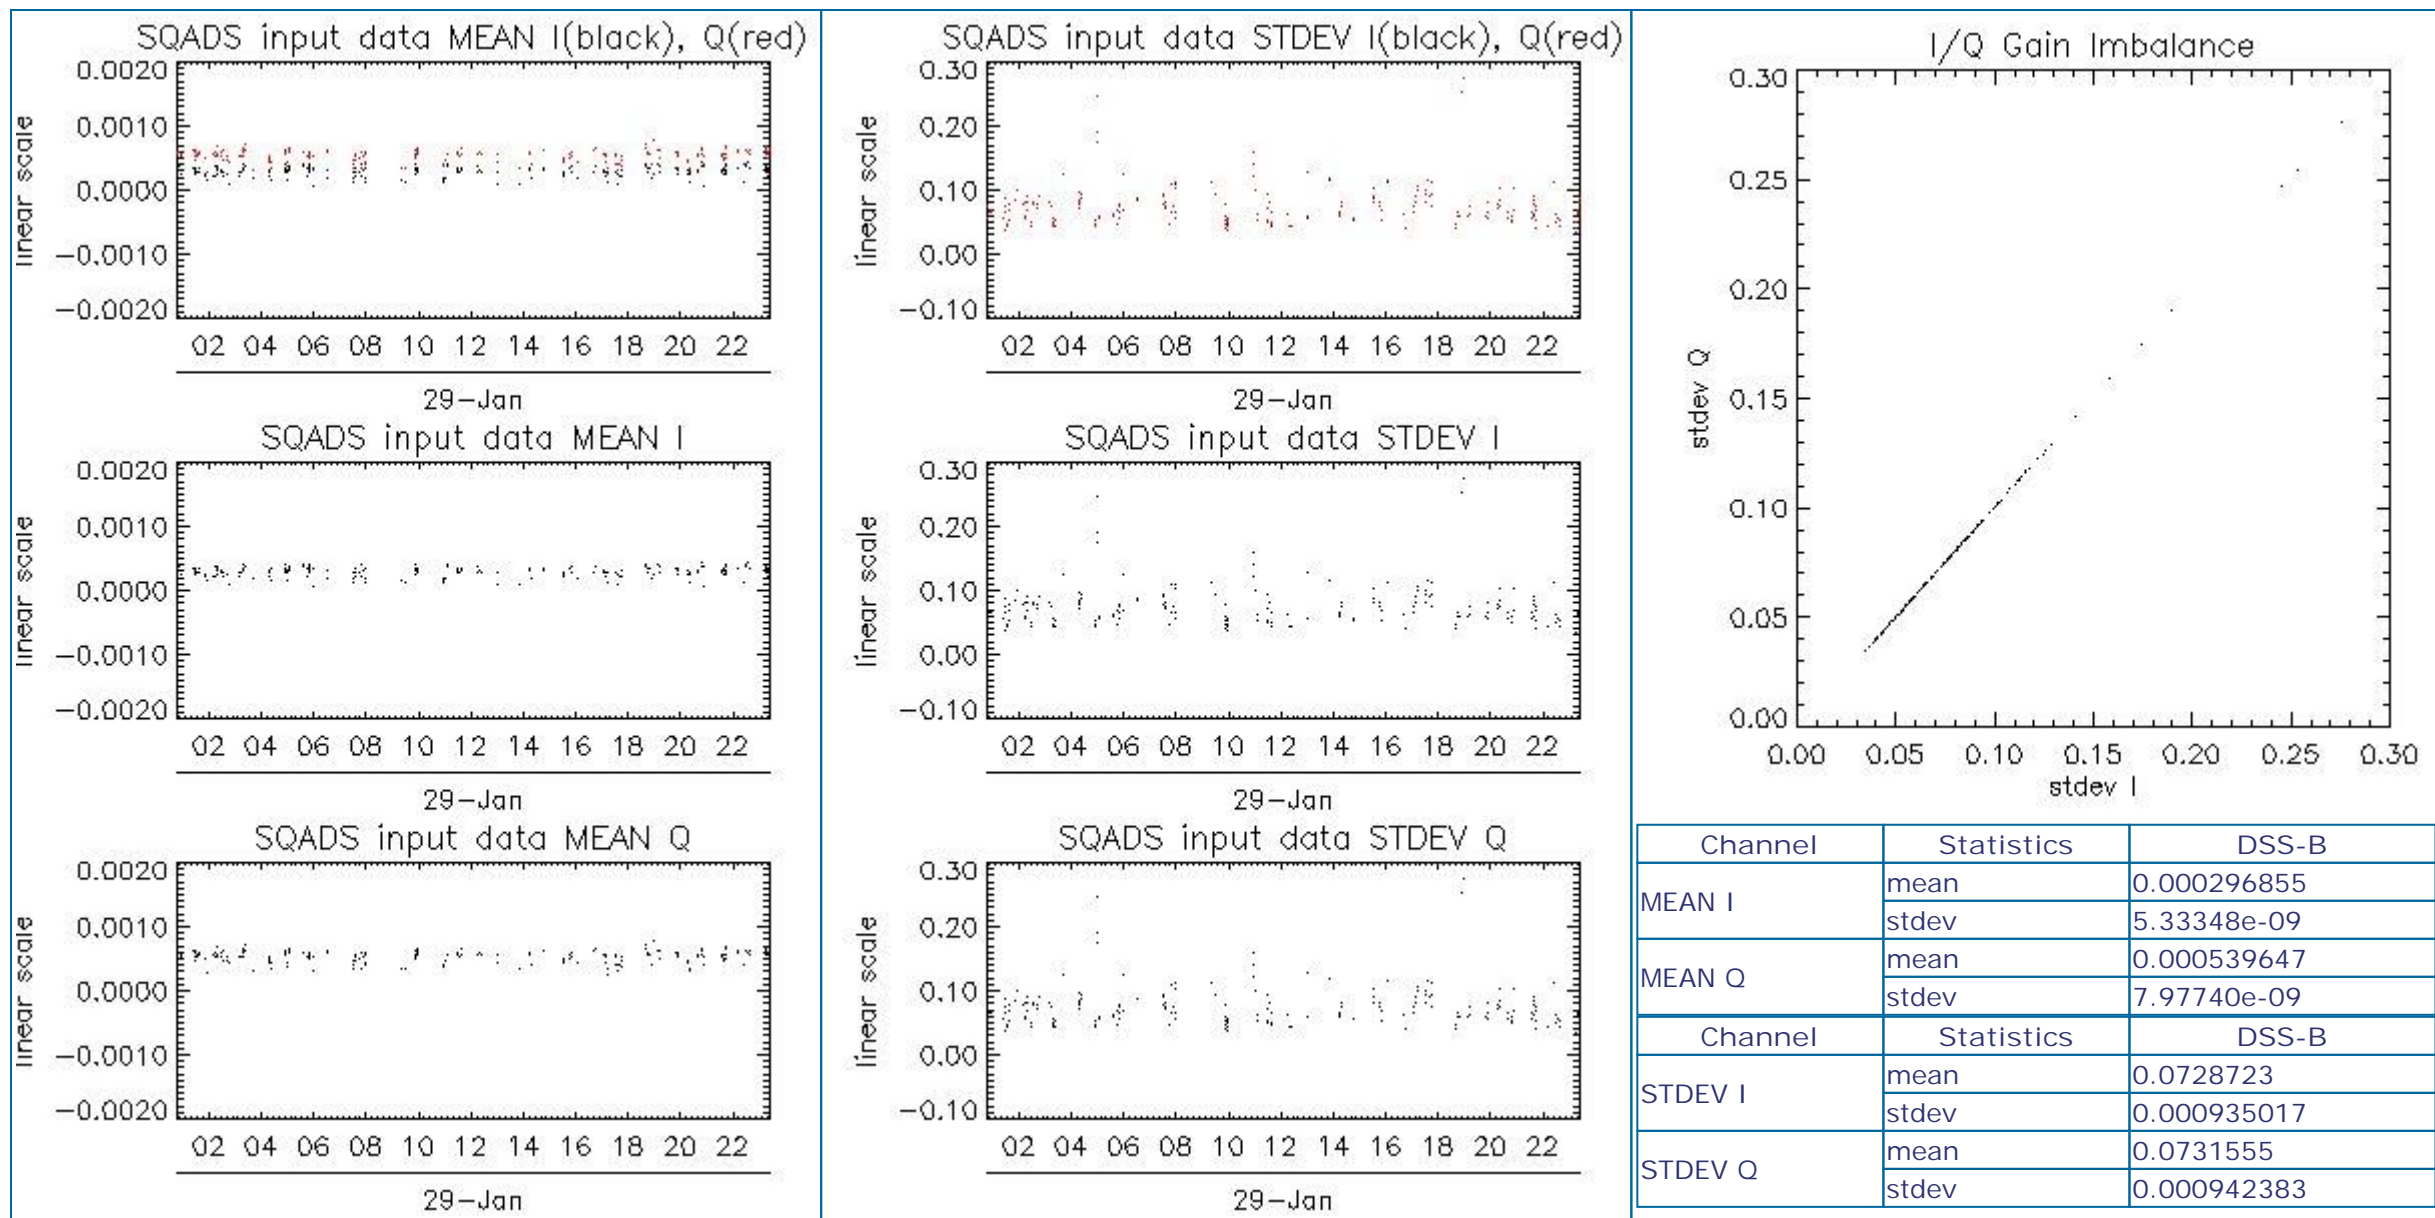 SQADS input data MEAN I(black), Q(red)
0.0020
0.0010
0.0000
−0.0010
−0.0020
linear scale
02 04 06 08 10 12 14 16 18 20 22
29−Jan
SQADS input data MEAN I
0.0020
0.0010
0.0000
−0.0010
−0.0020
linear scale
02 04 06 08 10 12 14 16 18 20 22
29−Jan
SQADS input data MEAN Q
0.0020
0.0010
0.0000
−0.0010
−0.0020
linear scale
02 04 06 08 10 12 14 16 18 20 22
29−Jan
SQADS input data STDEV I(black), Q(red)
0.30
0.20
0.10
0.00
−0.10
linear scale
02 04 06 08 10 12 14 16 18 20 22
29−Jan
SQADS input data STDEV I
0.30
0.20
0.10
0.00
−0.10
linear scale
02 04 06 08 10 12 14 16 18 20 22
29−Jan
SQADS input data STDEV Q
0.30
0.20
0.10
0.00
−0.10
linear scale
02 04 06 08 10 12 14 16 18 20 22
29−Jan
I/Q Gain Imbalance
0.30
0.25
0.20
0.15
0.10
0.05
0.00
stdev Q
0.00 0.05 0.10 0.15 0.20 0.25 0.30
stdev I
Channel Statistics DSS-B
MEAN I
mean 0.000296855
stdev 5.33348e-09
MEAN Q
mean 0.000539647
stdev 7.97740e-09
Channel Statistics DSS-B
STDEV I
mean 0.0728723
stdev 0.000935017
STDEV Q
mean 0.0731555
stdev 0.000942383